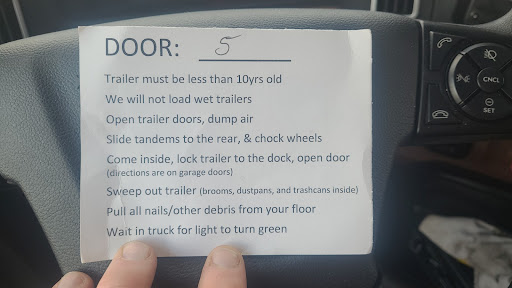 DOOR: 5
Trailer must be less than 10yrs old
We will not load wet trailers
Open trailer doors, dump air
Slide tandems to the rear, & chock wheels
Come inside, lock trailer to the dock, open door
(directions are on garage doors)
Sweep out trailer (brooms, dustpans, and trashcans inside)
Pull all nails/other debris from your floor
Wait in truck for light to turn green
CNCL
SET